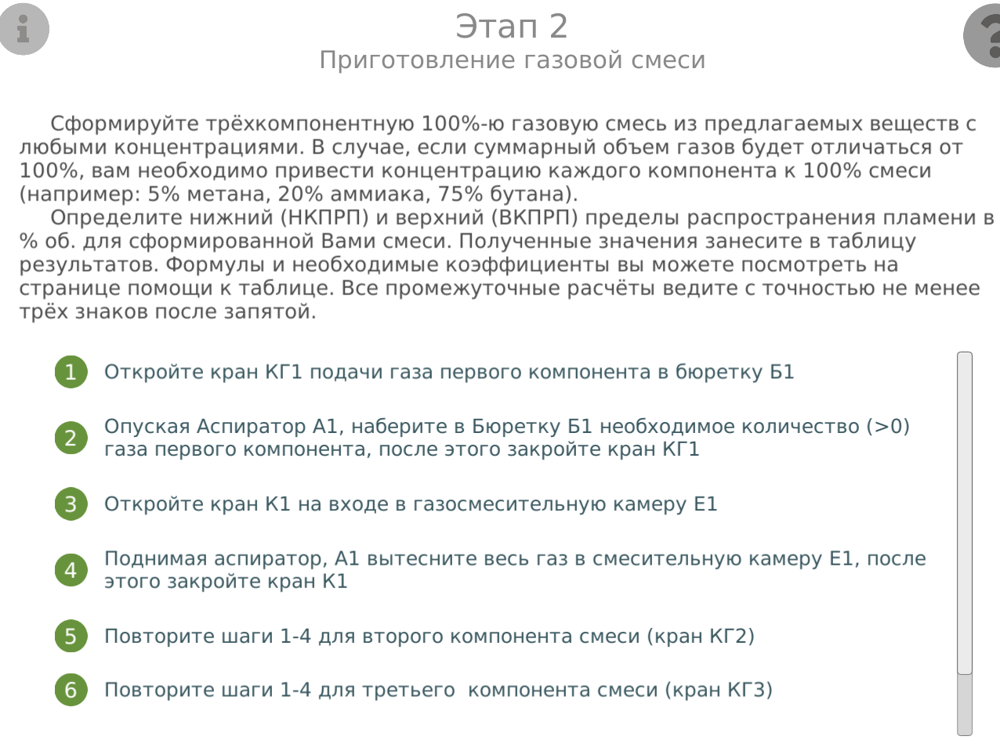 Этап 2
Приготовление газовой смеси
Сформируйте трёхкомпонентную 100%-ю газовую смесь из предлагаемых веществ с
любыми концентрациями. В случае, если суммарный объем газов будет отличаться от
100%, вам необходимо привести концентрацию каждого компонента к 100% смеси
(например: 5% метана, 20% аммиака, 75% бутана).
Определите нижний (НКПРП) и верхний (ВКПРП) пределы распространения пламени в
% об. для сформированной Вами смеси. Полученные значения занесите в таблицу
результатов. Формулы и необходимые коэффициенты вы можете посмотреть на
странице помощи к таблице. Все промежуточные расчёты ведите с точностью не менее
трёх знаков после запятой.
1 Откройте кран КГ1 подачи газа первого компонента в бюретку Б1
2 Опуская Аспиратор А1, наберите в Бюретку Б1 необходимое количество (>0)
газа первого компонента, после этого закройте кран КГ1
3 Откройте кран К1 на входе в газосмесительную камеру Е1
4 Поднимая аспиратор, А1 вытесните весь газ в смесительную камеру Е1, после
этого закройте кран К1
5 Повторите шаги 1-4 для второго компонента смеси (кран КГ2)
6 Повторите шаги 1-4 для третьего  компонента смеси (кран КГ3)